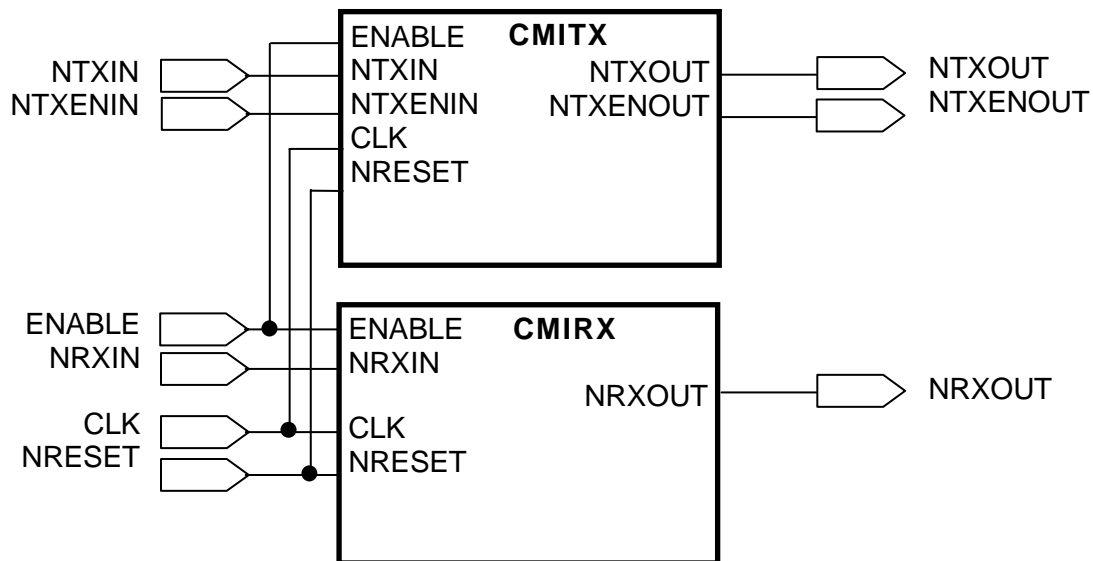 ENABLE CMITX
NTXIN NTXIN NTXOUT NTXOUT
NTXENIN NTXENIN NTXENOUT NTXENOUT
CLK
NRESET
ENABLE ENABLE CMIRX
NRXIN NRXIN
NRXOUT NRXOUT
CLK CLK
NRESET NRESET